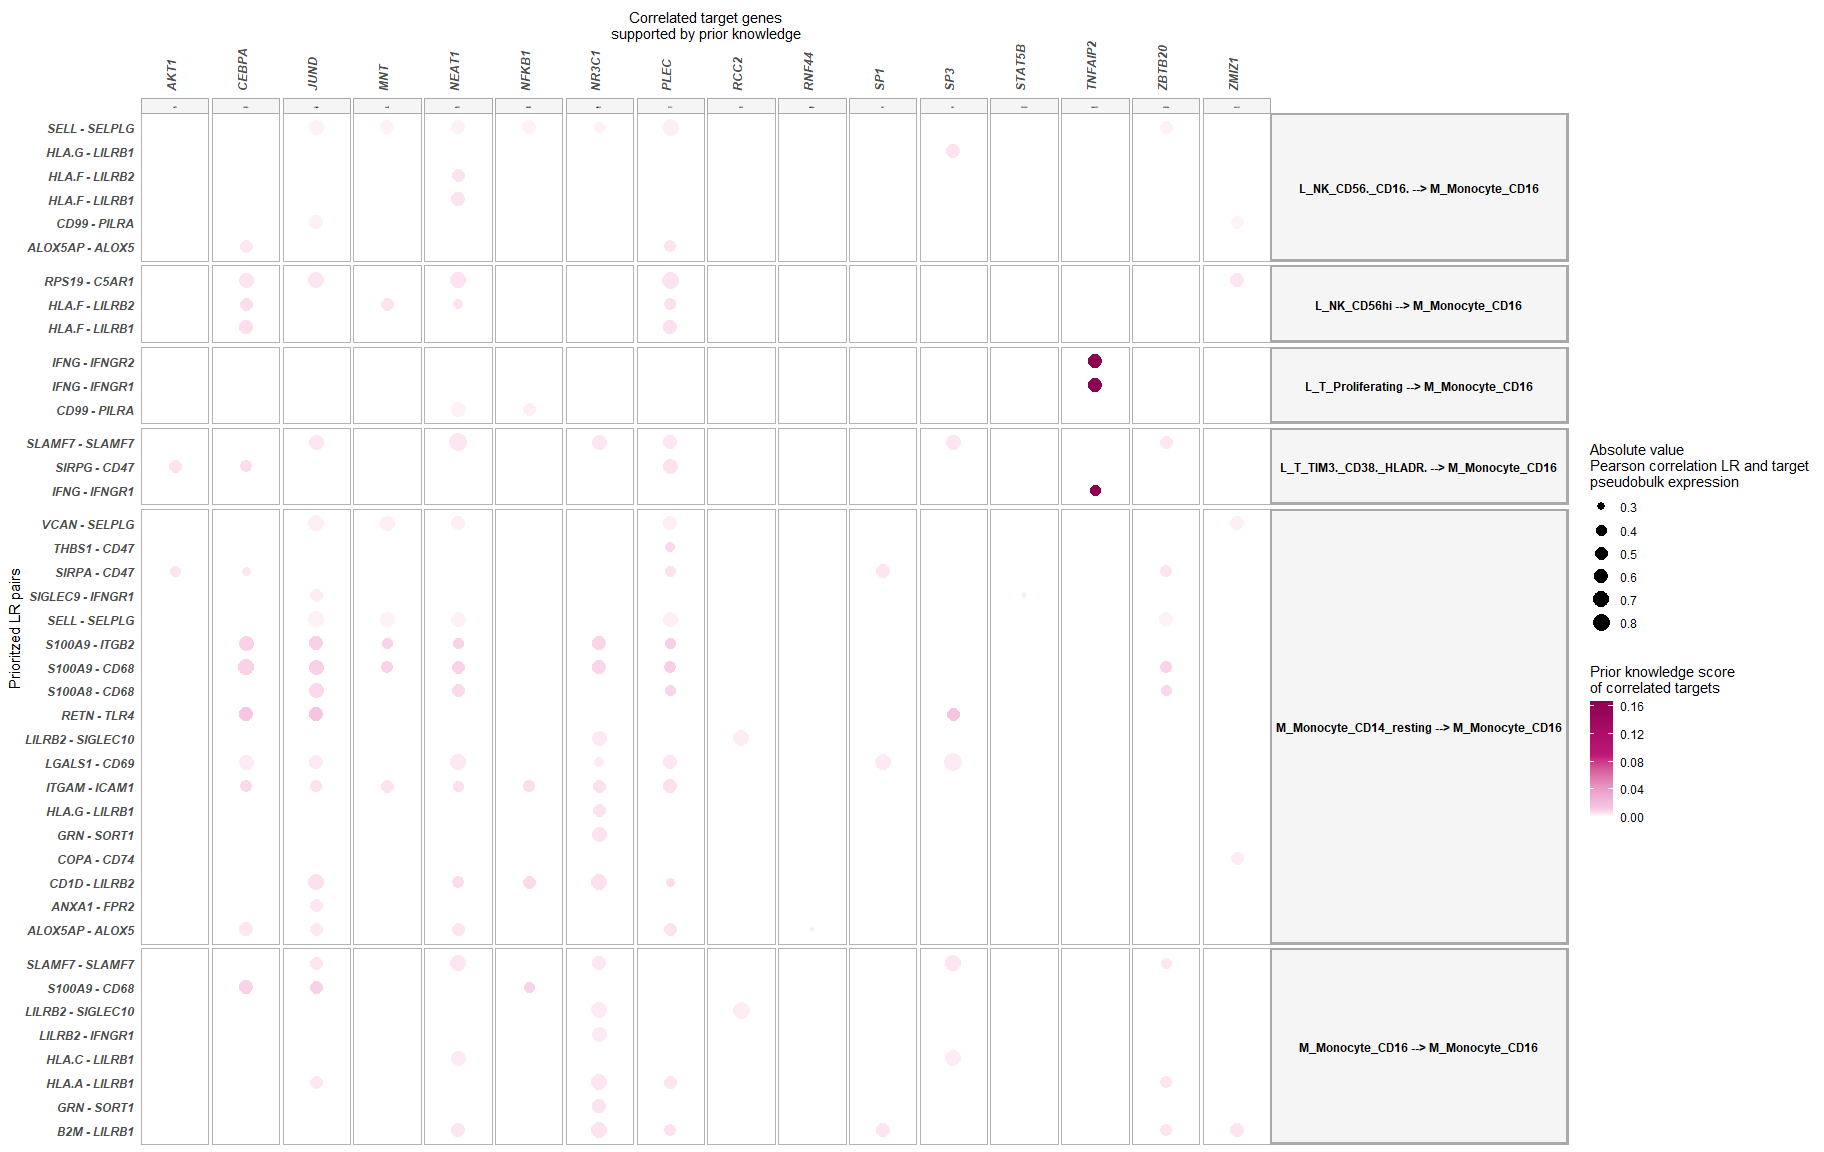 Correlated target genes
supported by prior knowledge
AKT1
CEBPA
JUND
MNT
NEAT1
NFKB1
NR3C1
PLEC
RCC2
RNF44
SP1
SP3
STAT5B
TNFAIP2
ZBTB20
ZMIZ1
Prioritzed LR pairs
SELL - SELPLG
HLA.G - LILRB1
HLA.F - LILRB2
HLA.F - LILRB1
CD99 - PILRA
ALOX5AP - ALOX5
L_NK_CD56._CD16. --> M_Monocyte_CD16
RPS19 - C5AR1
HLA.F - LILRB2
HLA.F - LILRB1
L_NK_CD56hi --> M_Monocyte_CD16
IFNG - IFNGR2
IFNG - IFNGR1
CD99 - PILRA
L_T_Proliferating --> M_Monocyte_CD16
SLAMF7 - SLAMF7
SIRPG - CD47
IFNG - IFNGR1
L_T_TIM3._CD38._HLADR. --> M_Monocyte_CD16
VCAN - SELPLG
THBS1 - CD47
SIRPA - CD47
SIGLEC9 - IFNGR1
SELL - SELPLG
S100A9 - ITGB2
S100A9 - CD68
S100A8 - CD68
RETN - TLR4
LILRB2 - SIGLEC10
LGALS1 - CD69
ITGAM - ICAM1
HLA.G - LILRB1
GRN - SORT1
COPA - CD74
CD1D - LILRB2
ANXA1 - FPR2
ALOX5AP - ALOX5
M_Monocyte_CD14_resting --> M_Monocyte_CD16
SLAMF7 - SLAMF7
S100A9 - CD68
LILRB2 - SIGLEC10
LILRB2 - IFNGR1
HLA.C - LILRB1
HLA.A - LILRB1
GRN - SORT1
B2M - LILRB1
M_Monocyte_CD16 --> M_Monocyte_CD16
Absolute value
Pearson correlation LR and target
pseudobulk expression
0.3
0.4
0.5
0.6
0.7
0.8
Prior knowledge score
of correlated targets
0.16
0.12
0.08
0.04
0.00